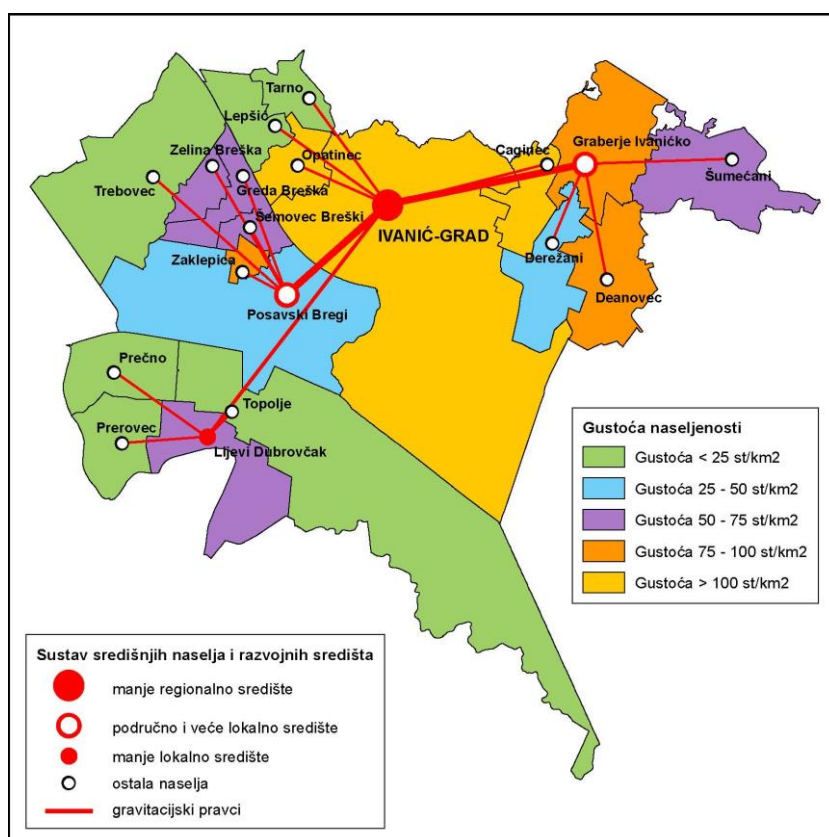 Tarno
Lepšić
Zelina Breška
Opatinec
Caginec
Graberje Ivaničko
Trebovec
Greda Breška
Šumećani
Šemovec Breški
IVANIĆ-GRAD
Zaklepica
Derežani
Deanovec
Posavski Bregi
Prečno
Topolje
Prerovec
Lijevi Dubrovčak
Gustoća naseljenosti
Gustoća < 25 st/km2
Gustoća 25 - 50 st/km2
Gustoća 50 - 75 st/km2
Gustoća 75 - 100 st/km2
Gustoća > 100 st/km2
Sustav središnjih naselja i razvojnih središta
manje regionalno središte
područno i veće lokalno središte
manje lokalno središte
ostala naselja
gravitacijski pravci